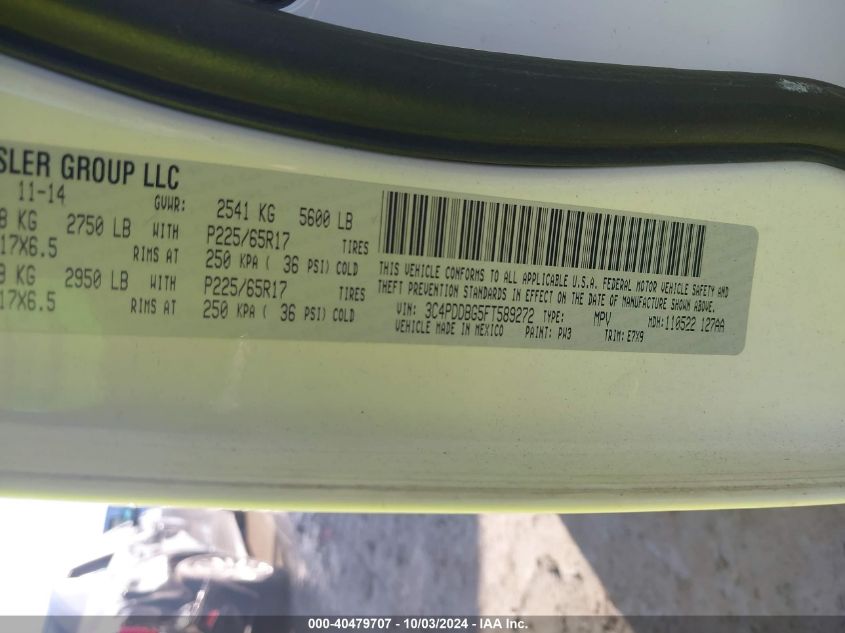 SLER GROUP LLC
11-14 GVWR: 2541 KG 5600 LB
KG 2750 LB WITH P225/65R17 TIRES
17X6.5 RIMS AT 250 KPA ( 36 PSI) COLD
KG 2950 LB WITH P225/65R17 TIRES
17X6.5 RIMS AT 250 KPA ( 36 PSI) COLD
THIS VEHICLE CONFORMS TO ALL APPLICABLE U.S.A. FEDERAL MOTOR VEHICLE SAFETY AND
THEFT PREVENTION STANDARDS IN EFFECT ON THE DATE OF MANUFACTURE SHOWN ABOVE.
VIN: 3C4PDDBG5FT589272 TYPE: MPV MDH: 110522 127AA
VEHICLE MADE IN MEXICO PAINT: PW3 TRIM: E7X9
000-40479707 - 10/03/2024 - IAA Inc.